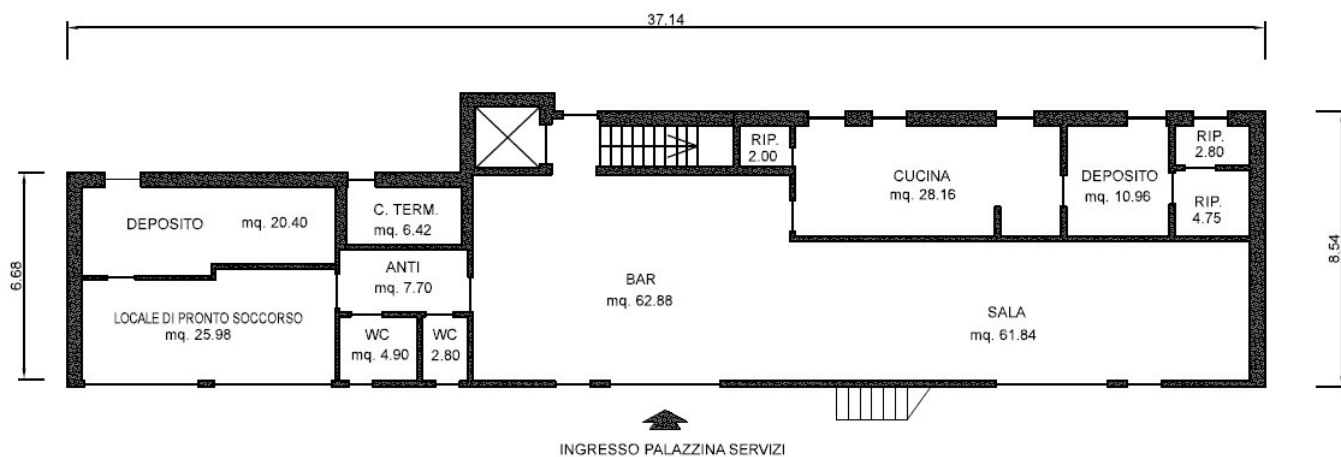 37.14
RIP.
2.00
CUCINA
mq. 28.16
DEPOSITO
mq. 10.96
RIP.
2.80
RIP.
4.75
DEPOSITO mq. 20.40
C. TERM.
mq. 6.42
6.68
8.54
ANTI
mq. 7.70
BAR
mq. 62.88
SALA
mq. 61.84
LOCALE DI PRONTO SOCCORSO
mq. 25.98
WC
mq. 4.90
WC
2.80
INGRESSO PALAZZINA SERVIZI